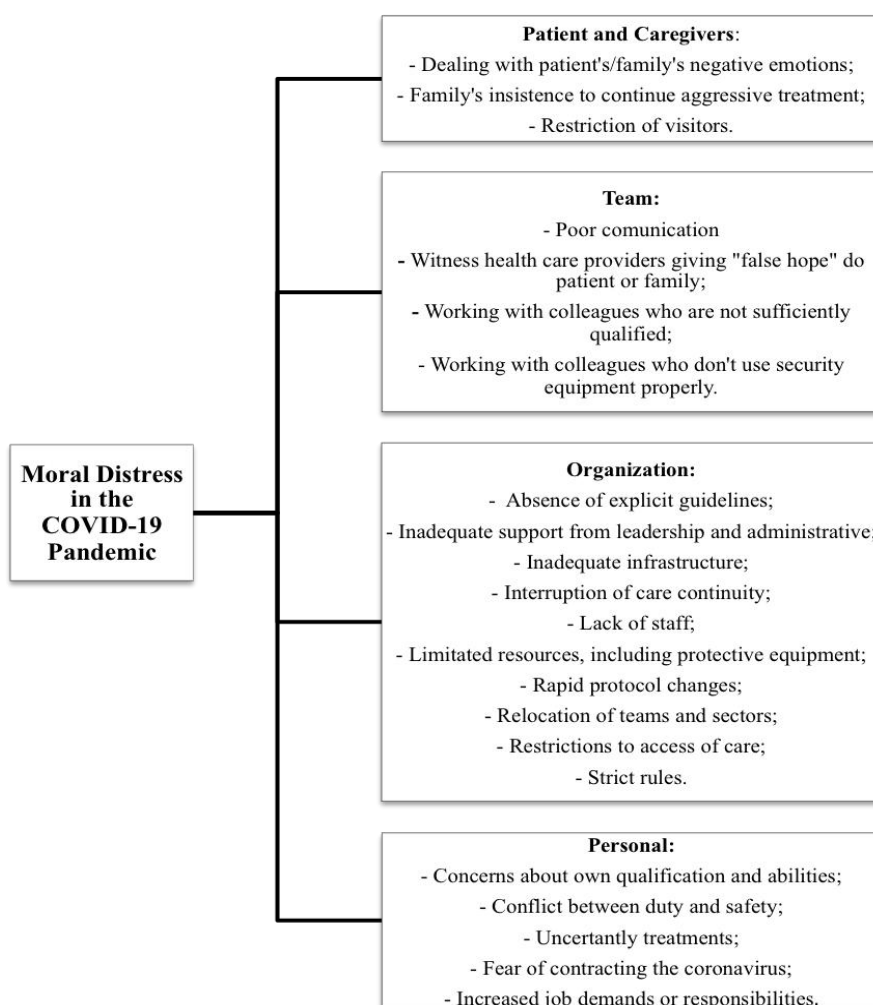 Patient and Caregivers:
- Dealing with patient's/family's negative emotions;
- Family's insistence to continue aggressive treatment;
- Restriction of visitors.
Team:
- Poor comunication
- Witness health care providers giving "false hope" do
patient or family;
- Working with colleagues who are not sufficiently
qualified;
- Working with colleagues who don't use security
equipment properly.
Moral Distress
in the
COVID-19
Pandemic
Organization:
- Absence of explicit guidelines;
- Inadequate support from leadership and administrative;
- Inadequate infrastructure;
- Interruption of care continuity;
- Lack of staff;
- Limitated resources, including protective equipment;
- Rapid protocol changes;
- Relocation of teams and sectors;
- Restrictions to access of care;
- Strict rules.
Personal:
- Concerns about own qualification and abilities;
- Conflict between duty and safety;
- Uncertantly treatments;
- Fear of contracting the coronavirus;
- Increased job demands or responsibilities.